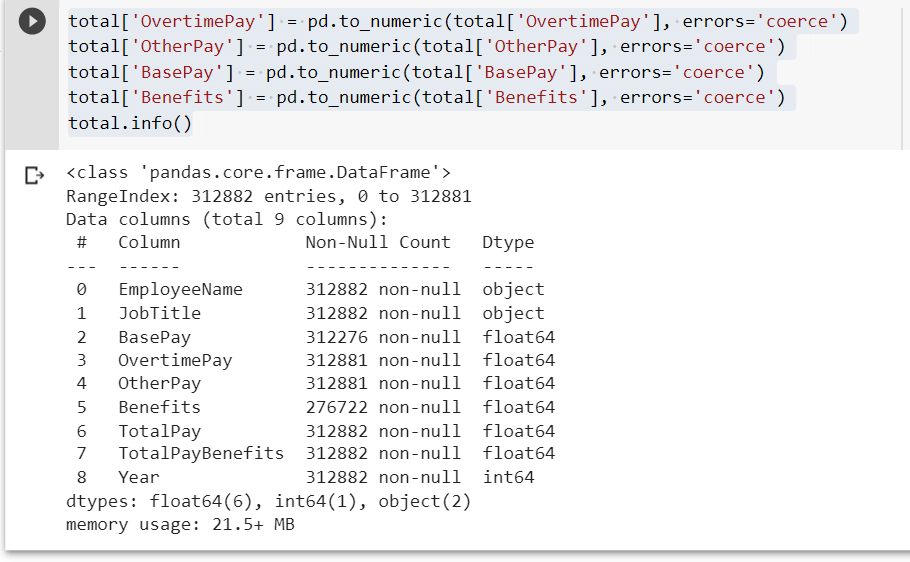 total['OvertimePay'] = pd.to_numeric(total['OvertimePay'], errors='coerce')
total['OtherPay'] = pd.to_numeric(total['OtherPay'], errors='coerce')
total['BasePay'] = pd.to_numeric(total['BasePay'], errors='coerce')
total['Benefits'] = pd.to_numeric(total['Benefits'], errors='coerce')
total.info()
<class 'pandas.core.frame.DataFrame'>
RangeIndex: 312882 entries, 0 to 312881
Data columns (total 9 columns):
 #   Column            Non-Null Count   Dtype
---  ------            --------------   -----
 0   EmployeeName      312882 non-null  object
 1   JobTitle          312882 non-null  object
 2   BasePay           312276 non-null  float64
 3   OvertimePay       312881 non-null  float64
 4   OtherPay          312881 non-null  float64
 5   Benefits          276722 non-null  float64
 6   TotalPay          312882 non-null  float64
 7   TotalPayBenefits  312882 non-null  float64
 8   Year              312882 non-null  int64
dtypes: float64(6), int64(1), object(2)
memory usage: 21.5+ MB